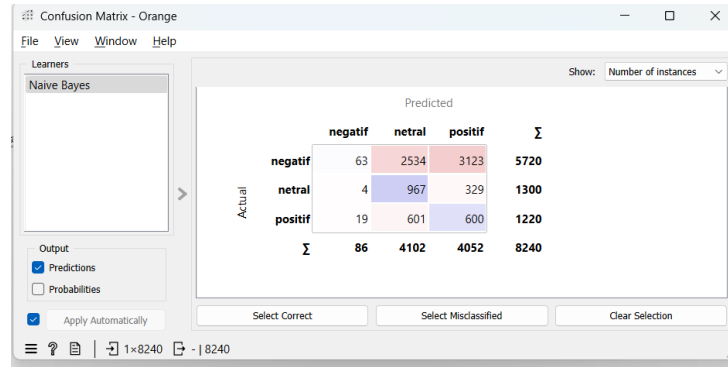 Confusion Matrix - Orange
File View Window Help
Learners
Naive Bayes
Show: Number of instances
Predicted
negatif netral positif Σ
Actual
negatif 63 2534 3123 5720
netral 4 967 329 1300
positif 19 601 600 1220
Σ 86 4102 4052 8240
Output
Predictions
Probabilities
Apply Automatically
Select Correct Select Misclassified Clear Selection
1×8240 - | 8240